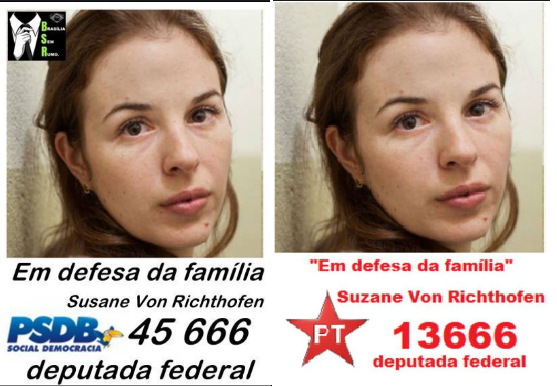 BRASÍLIA
SEM
RUMO.
Em defesa da família
Susane Von Richthofen
PSDB 45 666
SOCIAL DEMOCRACIA
deputada federal
"Em defesa da família"
Suzane Von Richthofen
PT 13666
deputada federal